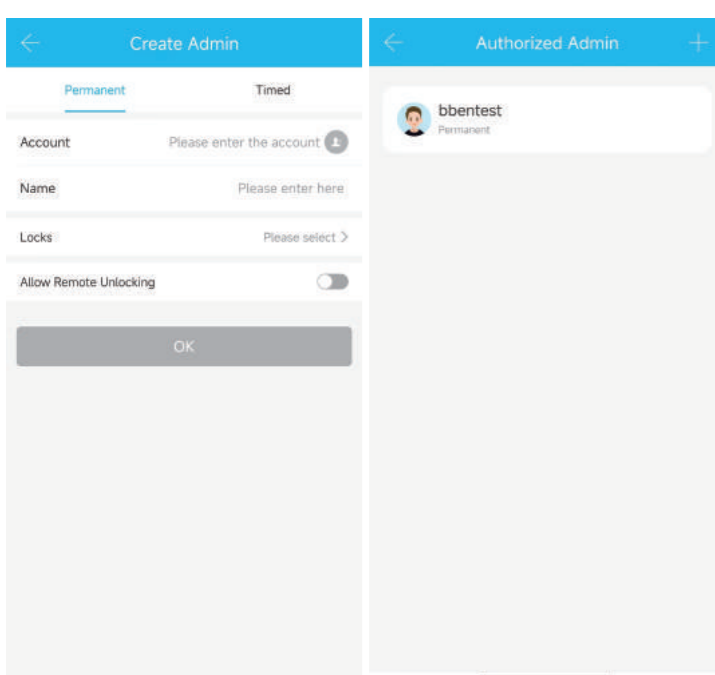 Create Admin
Permanent Timed
Account Please enter the account
Name Please enter here
Locks Please select >
Allow Remote Unlocking
OK
Authorized Admin
bbentest
Permanent